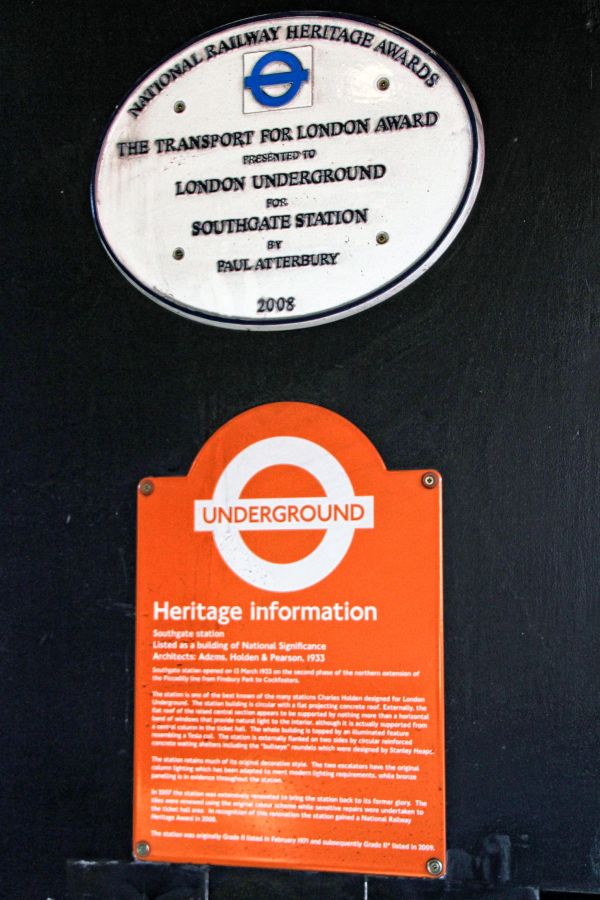 NATIONAL RAILWAY HERITAGE AWARDS
THE TRANSPORT FOR LONDON AWARD
PRESENTED TO
LONDON UNDERGROUND
FOR
SOUTHGATE STATION
BY
PAUL ATTERBURY
2008
UNDERGROUND
Heritage information
Southgate station
Listed as a building of National Significance
Architects: Adams, Holden & Pearson, 1933
Southgate station opened on 13 March 1933 on the second phase of the northern extension of
the Piccadilly line from Finsbury Park to Cockfosters.
The station is one of the best known of the many stations Charles Holden designed for London
Underground. The station building is circular with a flat projecting concrete roof. Externally, the
flat roof of the raised central section appears to be supported by nothing more than a horizontal
band of windows that provide natural light to the interior, although it is actually supported from
a central column in the ticket hall. The whole building is topped by an illuminated feature
resembling a Tesla coil. The station is externally flanked on two sides by circular reinforced
concrete waiting shelters including the "bullseye" roundels which were designed by Stanley Heaps.
The station retains much of its original decorative style. The two escalators have the original
column lighting which has been adapted to meet modern lighting requirements, while bronze
panelling is in evidence throughout the station.
In 2007 the station was extensively renovated to bring the station back to its former glory. The
tiles were renewed using the original colour scheme while sensitive repairs were undertaken to
the ticket hall area. In recognition of this renovation the station gained a National Railway
Heritage Award in 2008.
The station was originally Grade II listed in February 1971 and subsequently Grade II* listed in 2009.